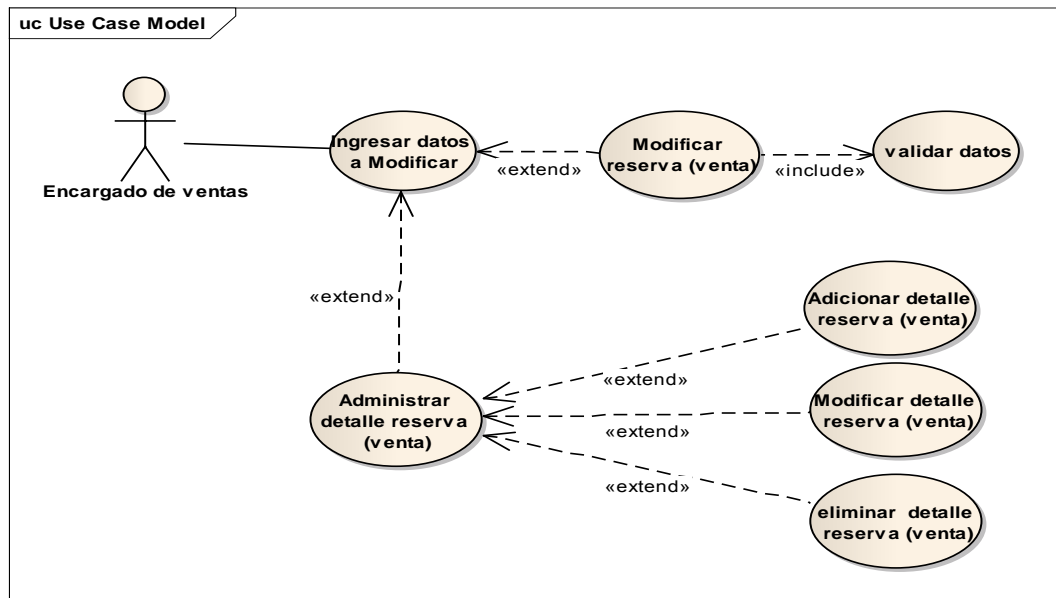 uc Use Case Model
Encargado de ventas
Ingresar datos
a Modificar
«extend»
Modificar
reserva (venta)
«include»
validar datos
«extend»
Administrar
detalle reserva
(venta)
«extend»
Adicionar detalle
reserva (venta)
«extend»
Modificar detalle
reserva (venta)
«extend»
eliminar detalle
reserva (venta)